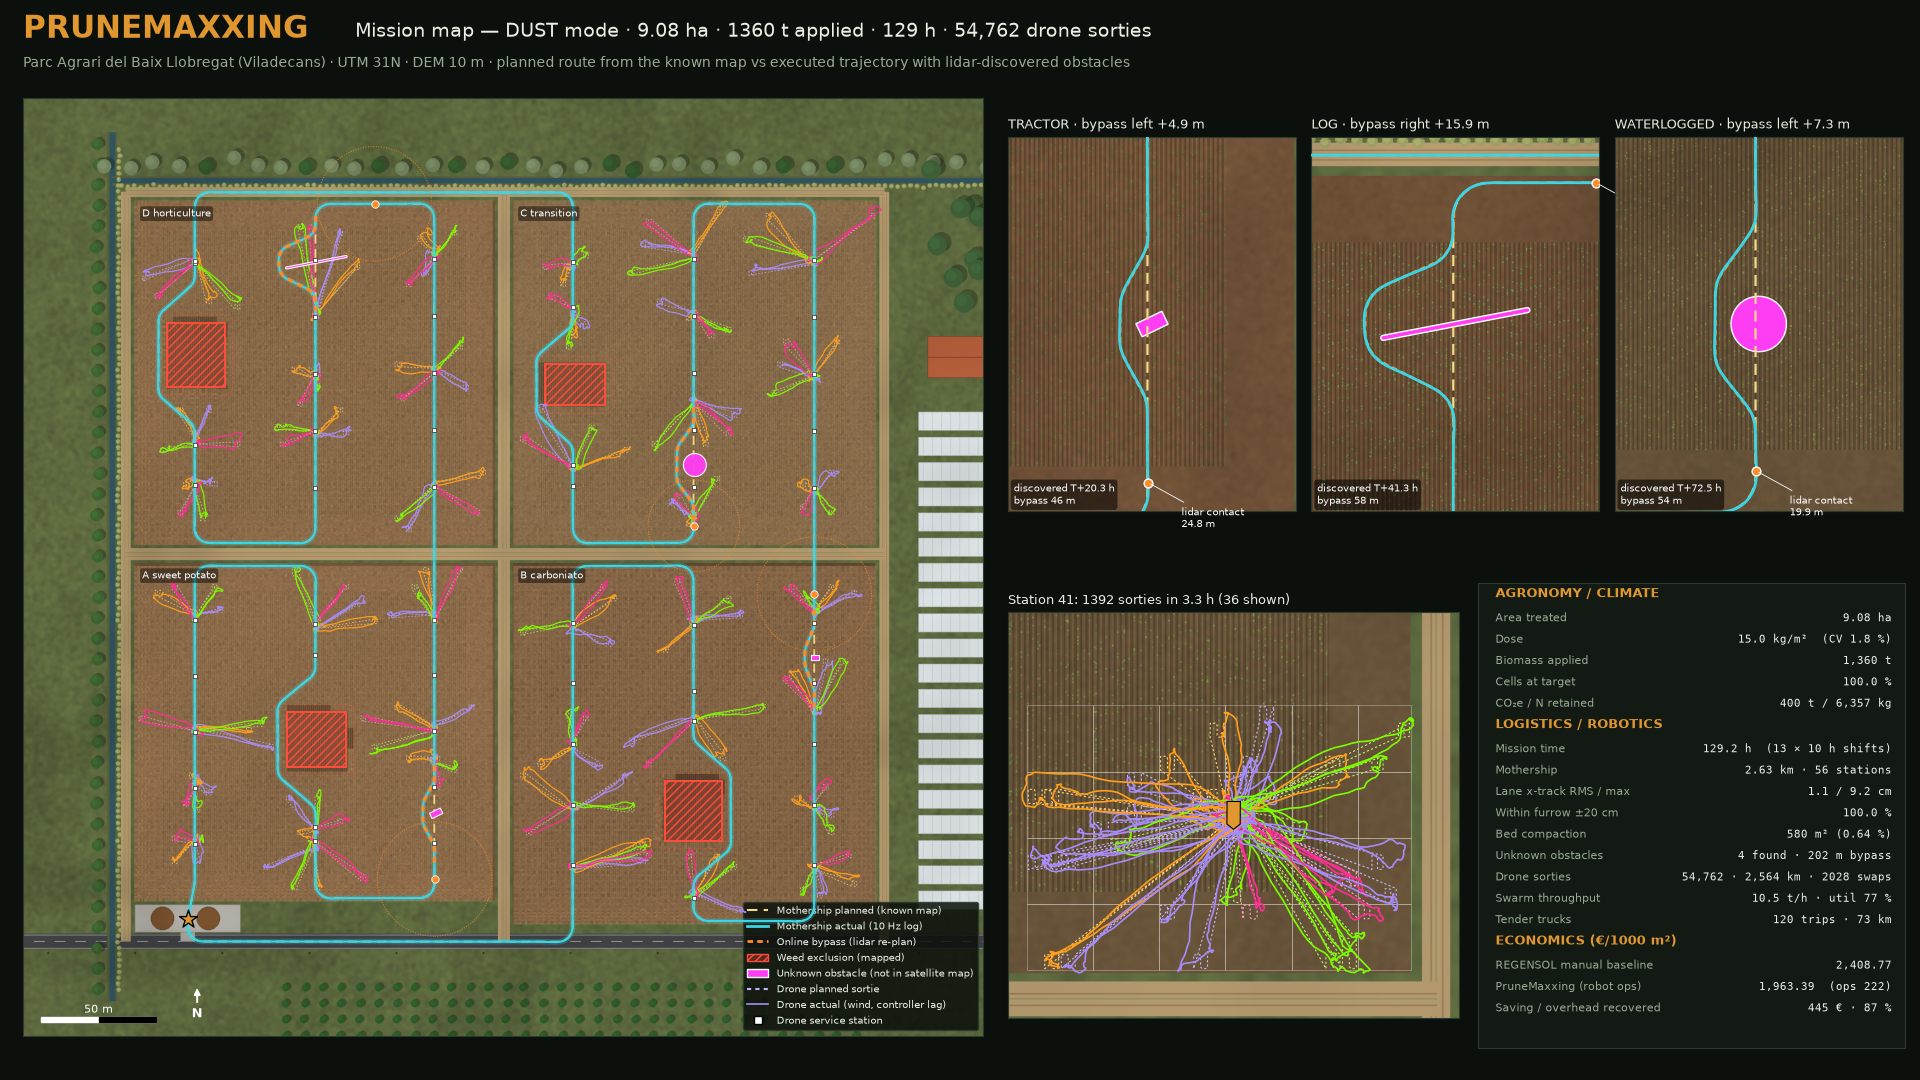 PRUNEMAXXING
Mission map — DUST mode · 9.08 ha · 1360 t applied · 129 h · 54,762 drone sorties
Parc Agrari del Baix Llobregat (Viladecans) · UTM 31N · DEM 10 m · planned route from the known map vs executed trajectory with lidar-discovered obstacles
D horticulture
C transition
A sweet potato
B carboniato
50 m
N
Mothership planned (known map)
Mothership actual (10 Hz log)
Online bypass (lidar re-plan)
Weed exclusion (mapped)
Unknown obstacle (not in satellite map)
Drone planned sortie
Drone actual (wind, controller lag)
Drone service station
TRACTOR · bypass left +4.9 m
discovered T+20.3 h
bypass 46 m
lidar contact
24.8 m
LOG · bypass right +15.9 m
discovered T+41.3 h
bypass 58 m
WATERLOGGED · bypass left +7.3 m
discovered T+72.5 h
bypass 54 m
lidar contact
19.9 m
Station 41: 1392 sorties in 3.3 h (36 shown)
AGRONOMY / CLIMATE
Area treated 9.08 ha
Dose 15.0 kg/m² (CV 1.8 %)
Biomass applied 1,360 t
Cells at target 100.0 %
CO₂e / N retained 400 t / 6,357 kg
LOGISTICS / ROBOTICS
Mission time 129.2 h (13 × 10 h shifts)
Mothership 2.63 km · 56 stations
Lane x-track RMS / max 1.1 / 9.2 cm
Within furrow ±20 cm 100.0 %
Bed compaction 580 m² (0.64 %)
Unknown obstacles 4 found · 202 m bypass
Drone sorties 54,762 · 2,564 km · 2028 swaps
Swarm throughput 10.5 t/h · util 77 %
Tender trucks 120 trips · 73 km
ECONOMICS (€/1000 m²)
REGENSOL manual baseline 2,408.77
PruneMaxxing (robot ops) 1,963.39 (ops 222)
Saving / overhead recovered 445 € · 87 %